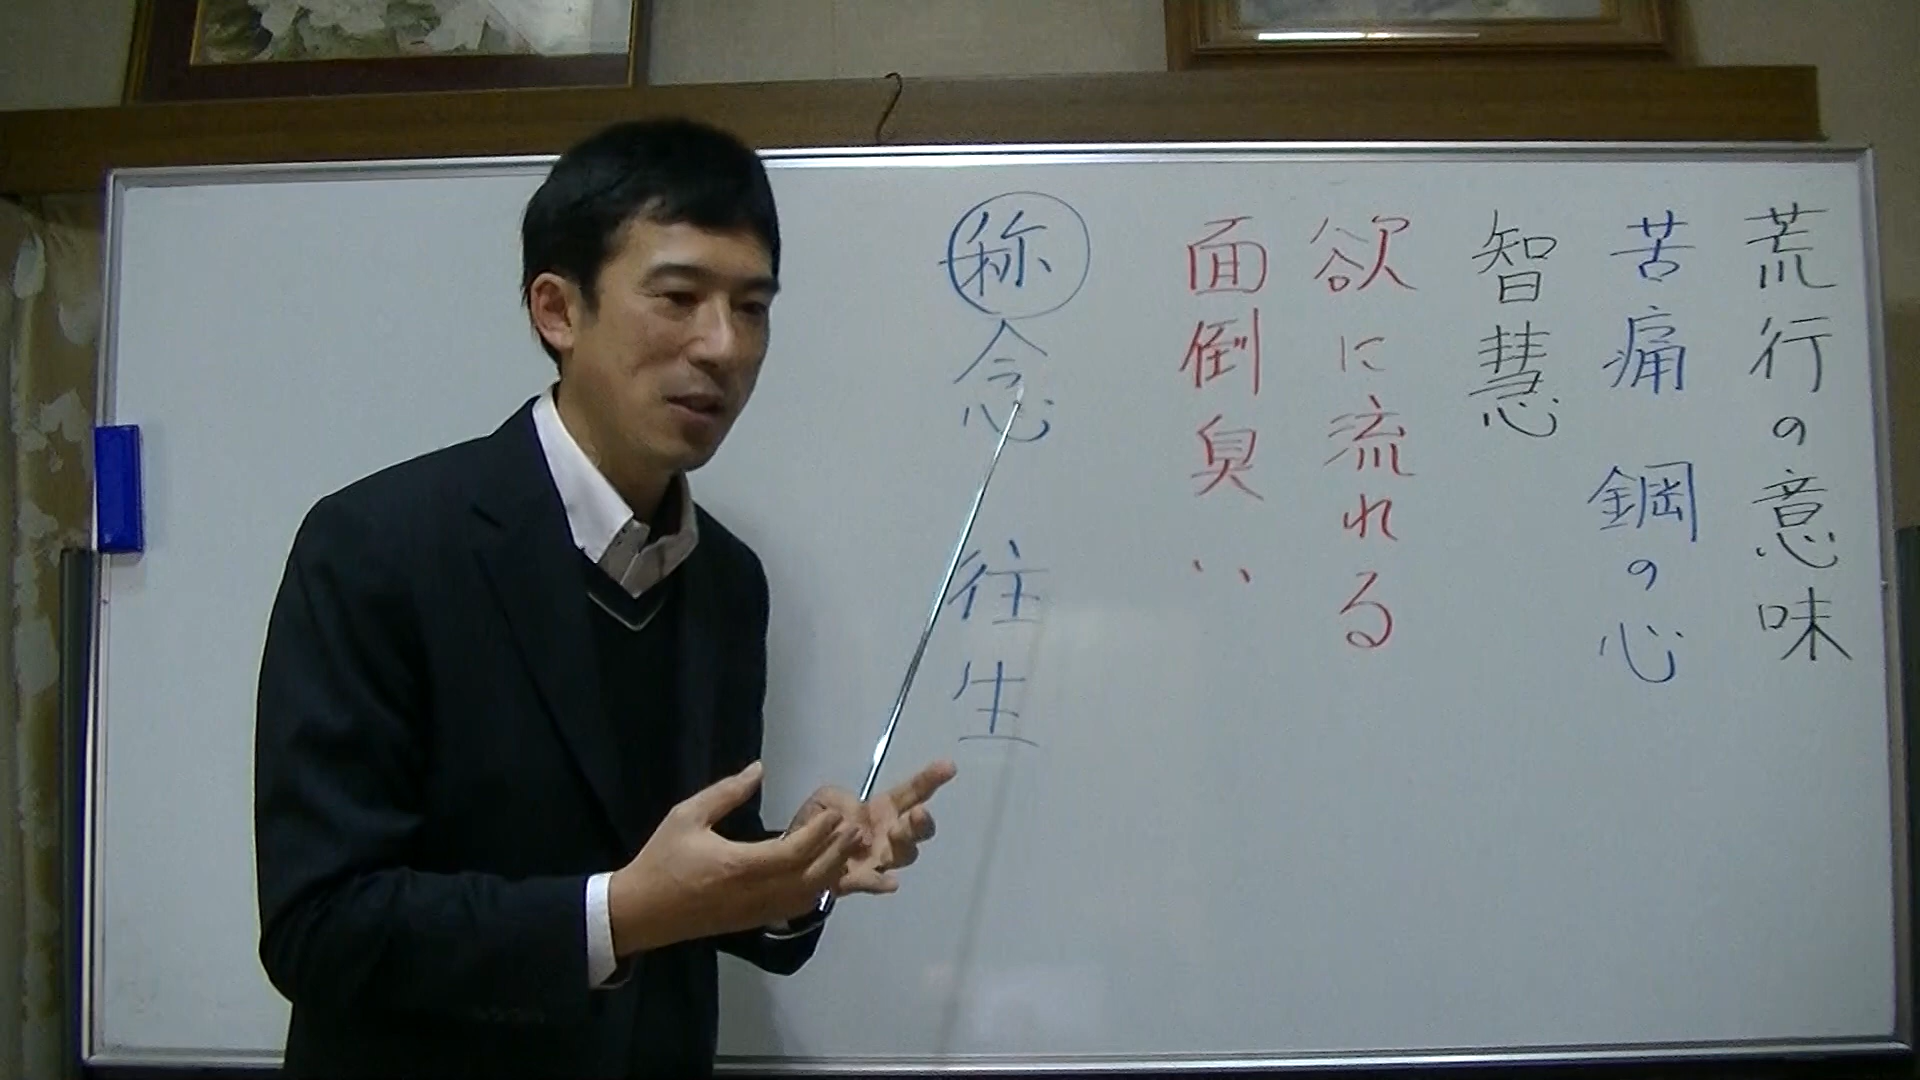 荒行の意味
苦痛 鋼の心
智慧
欲に流れる
面倒臭い
称念 往生